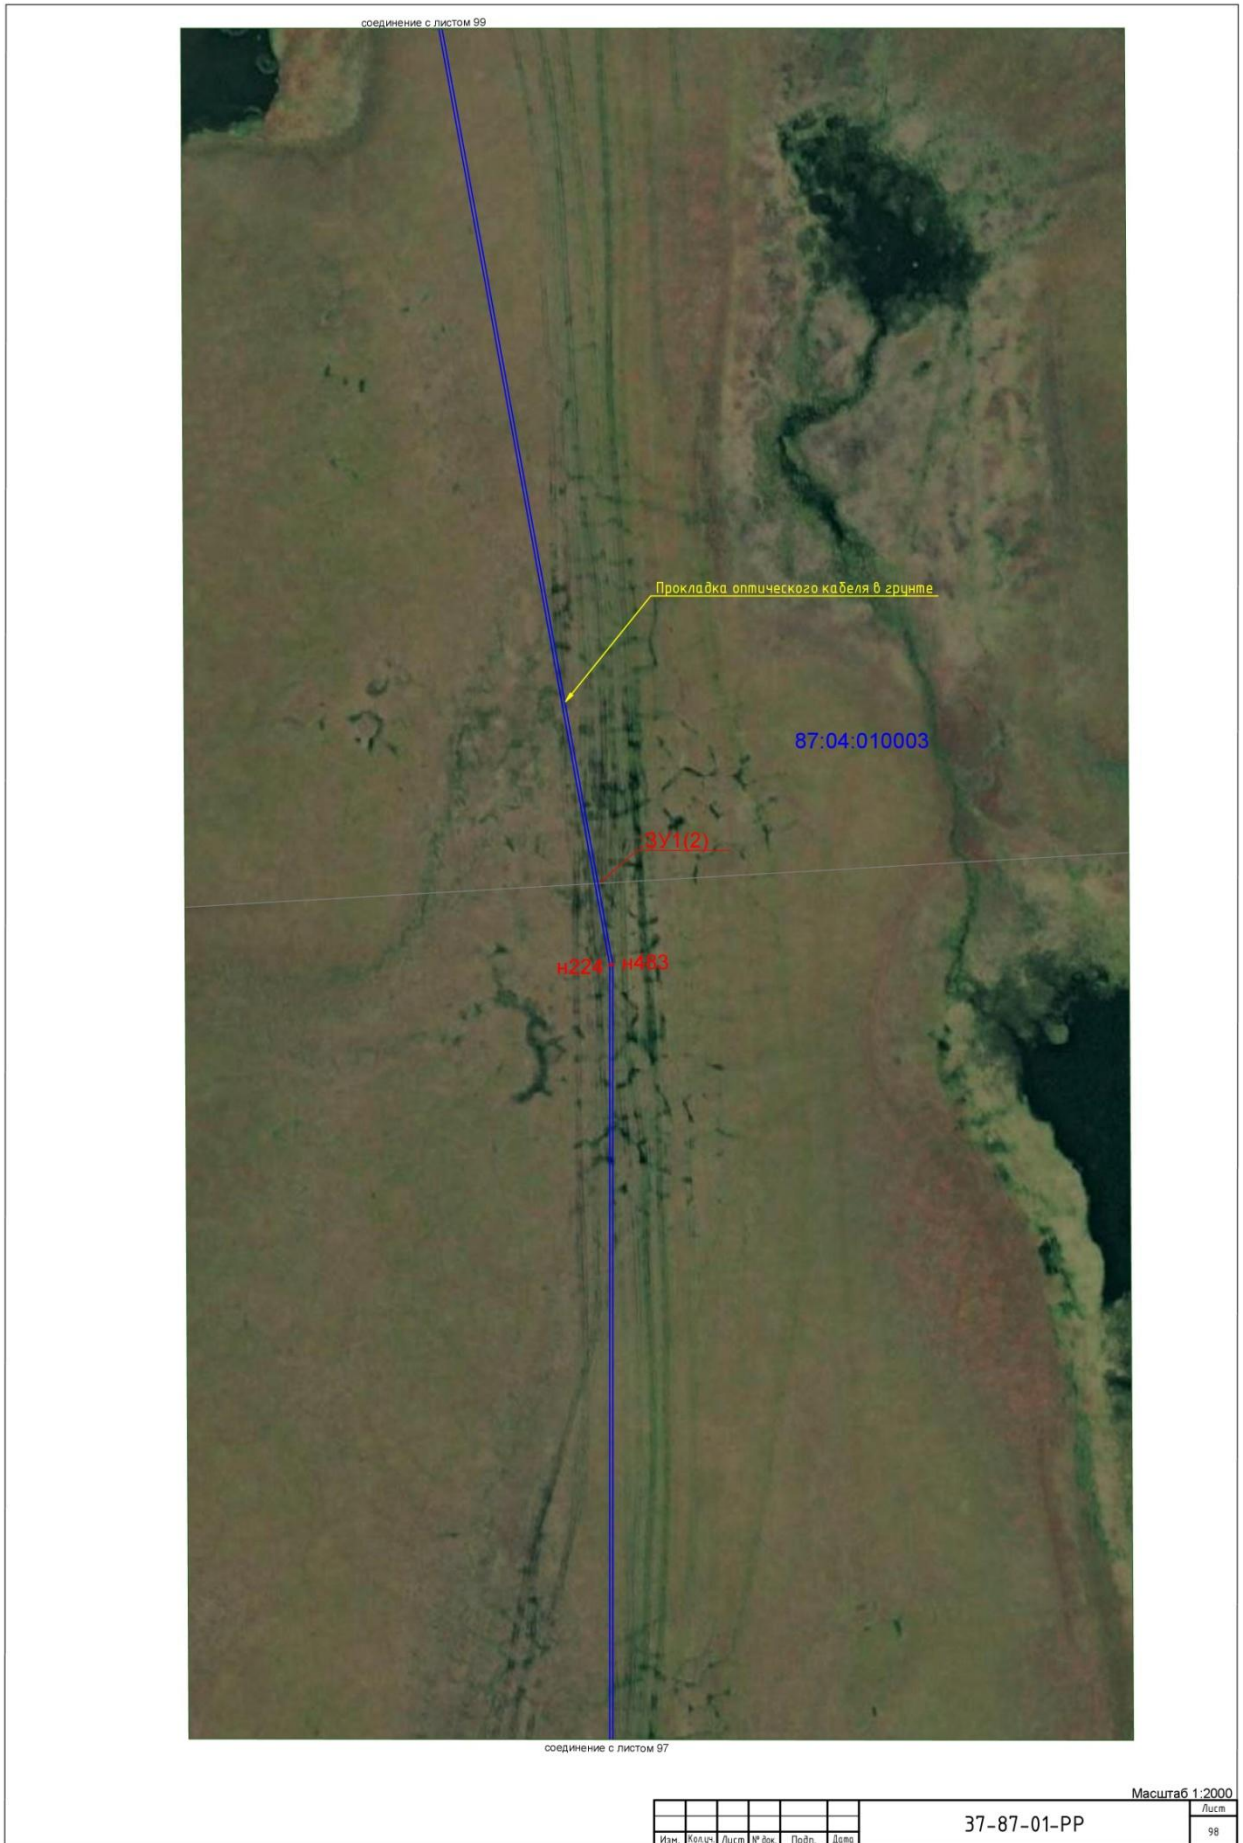 соединение с листом 99
Прокладка оптического кабеля в грунте
87:04:010003
ЗУ1(2)
н224 н483
соединение с листом 97
Масштаб 1:2000
37-87-01-РР
Лист
98
Изм. Кол.уч. Лист № док. Подп. Дата